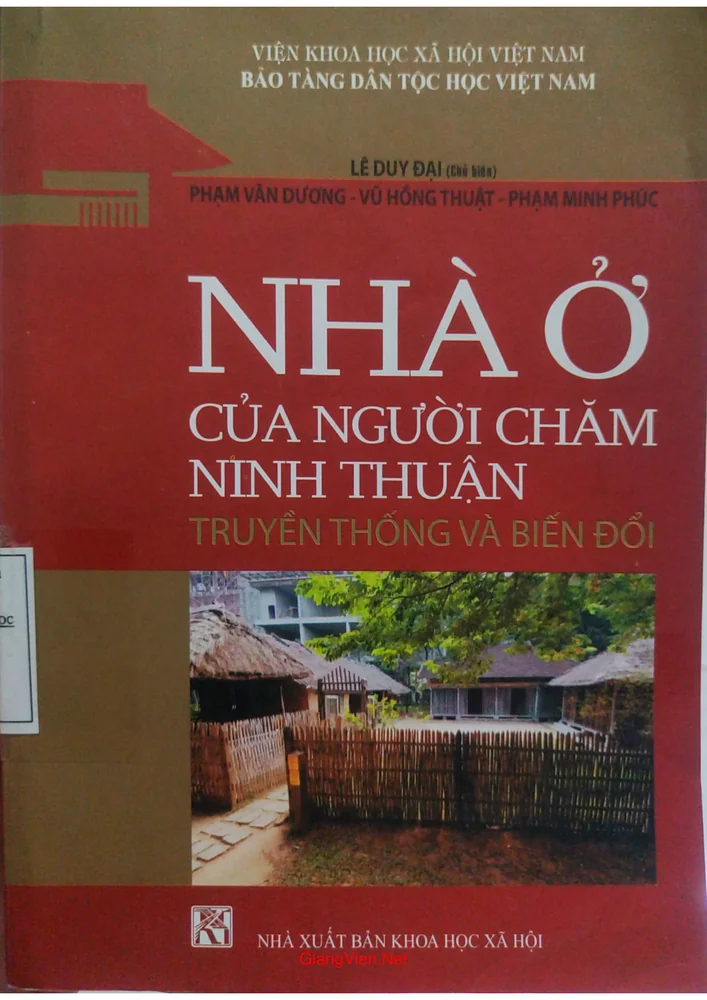 VIỆN KHOA HỌC XÃ HỘI VIỆT NAM
BẢO TÀNG DÂN TỘC HỌC VIỆT NAM
LÊ DUY ĐẠI (Chủ biên)
PHẠM VĂN DƯƠNG - VŨ HỒNG THUẬT - PHẠM MINH PHÚC
NHÀ Ở
CỦA NGƯỜI CHĂM
NINH THUẬN
TRUYỀN THỐNG VÀ BIẾN ĐỔI
NHÀ XUẤT BẢN KHOA HỌC XÃ HỘI
GiangVien.Net